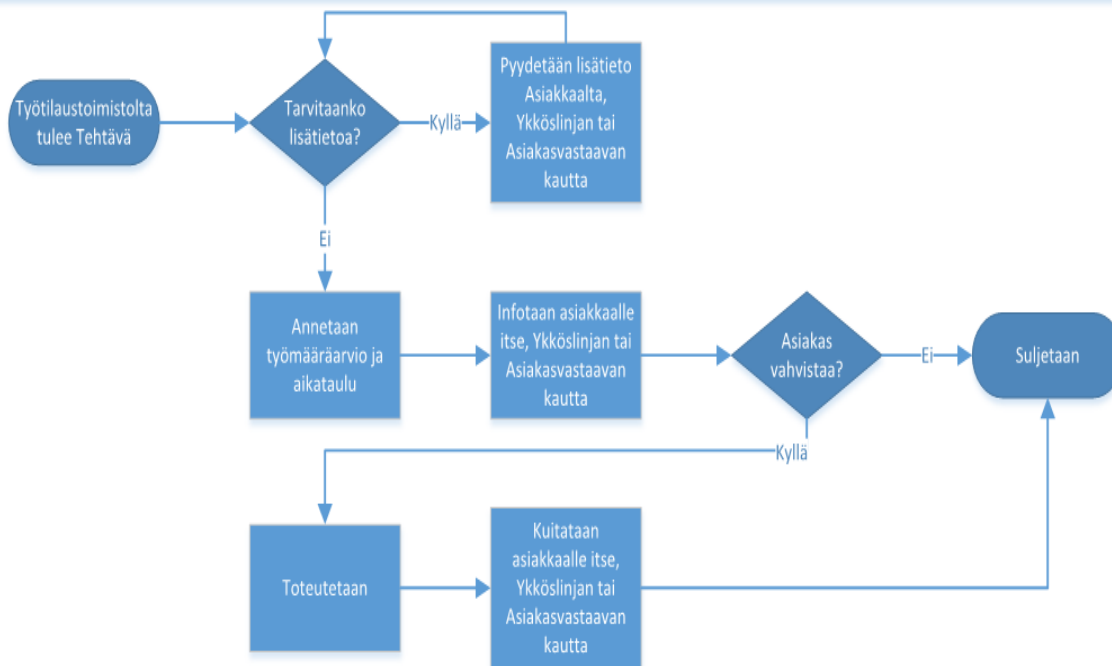 Työtilaustoimistolta
tulee Tehtävä
Tarvitaanko
lisätietoa?
Kyllä
Pyydetään lisätieto
Asiakkaalta,
Ykköslinjan tai
Asiakasvastaavan
kautta
Ei
Annetaan
työmääräarvio ja
aikataulu
Infotaan asiakkaalle
itse, Ykköslinjan tai
Asiakasvastaavan
kautta
Asiakas
vahvistaa?
Ei
Suljetaan
Kyllä
Toteutetaan
Kuitataan
asiakkaalle itse,
Ykköslinjan tai
Asiakasvastaavan
kautta